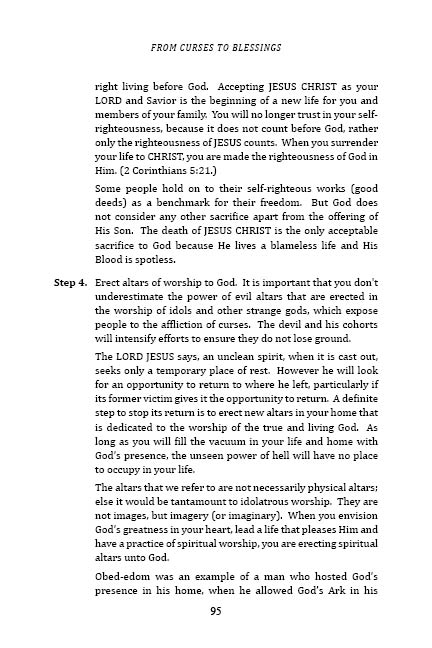 FROM CURSES TO BLESSINGS
right living before God. Accepting JESUS CHRIST as your
LORD and Savior is the beginning of a new life for you and
members of your family. You will no longer trust in your self-
righteousness, because it does not count before God, rather
only the righteousness of JESUS counts. When you surrender
your life to CHRIST, you are made the righteousness of God in
Him. (2 Corinthians 5:21.)
Some people hold on to their self-righteous works (good
deeds) as a benchmark for their freedom. But God does
not consider any other sacrifice apart from the offering of
His Son. The death of JESUS CHRIST is the only acceptable
sacrifice to God because He lives a blameless life and His
Blood is spotless.
Step 4. Erect altars of worship to God. It is important that you don't
underestimate the power of evil altars that are erected in
the worship of idols and other strange gods, which expose
people to the affliction of curses. The devil and his cohorts
will intensify efforts to ensure they do not lose ground.
The LORD JESUS says, an unclean spirit, when it is cast out,
seeks only a temporary place of rest. However he will look
for an opportunity to return to where he left, particularly if
its former victim gives it the opportunity to return. A definite
step to stop its return is to erect new altars in your home that
is dedicated to the worship of the true and living God. As
long as you will fill the vacuum in your life and home with
God's presence, the unseen power of hell will have no place
to occupy in your life.
The altars that we refer to are not necessarily physical altars;
else it would be tantamount to idolatrous worship. They are
not images, but imagery (or imaginary). When you envision
God's greatness in your heart, lead a life that pleases Him and
have a practice of spiritual worship, you are erecting spiritual
altars unto God.
Obed-edom was an example of a man who hosted God's
presence in his home, when he allowed God's Ark in his
95